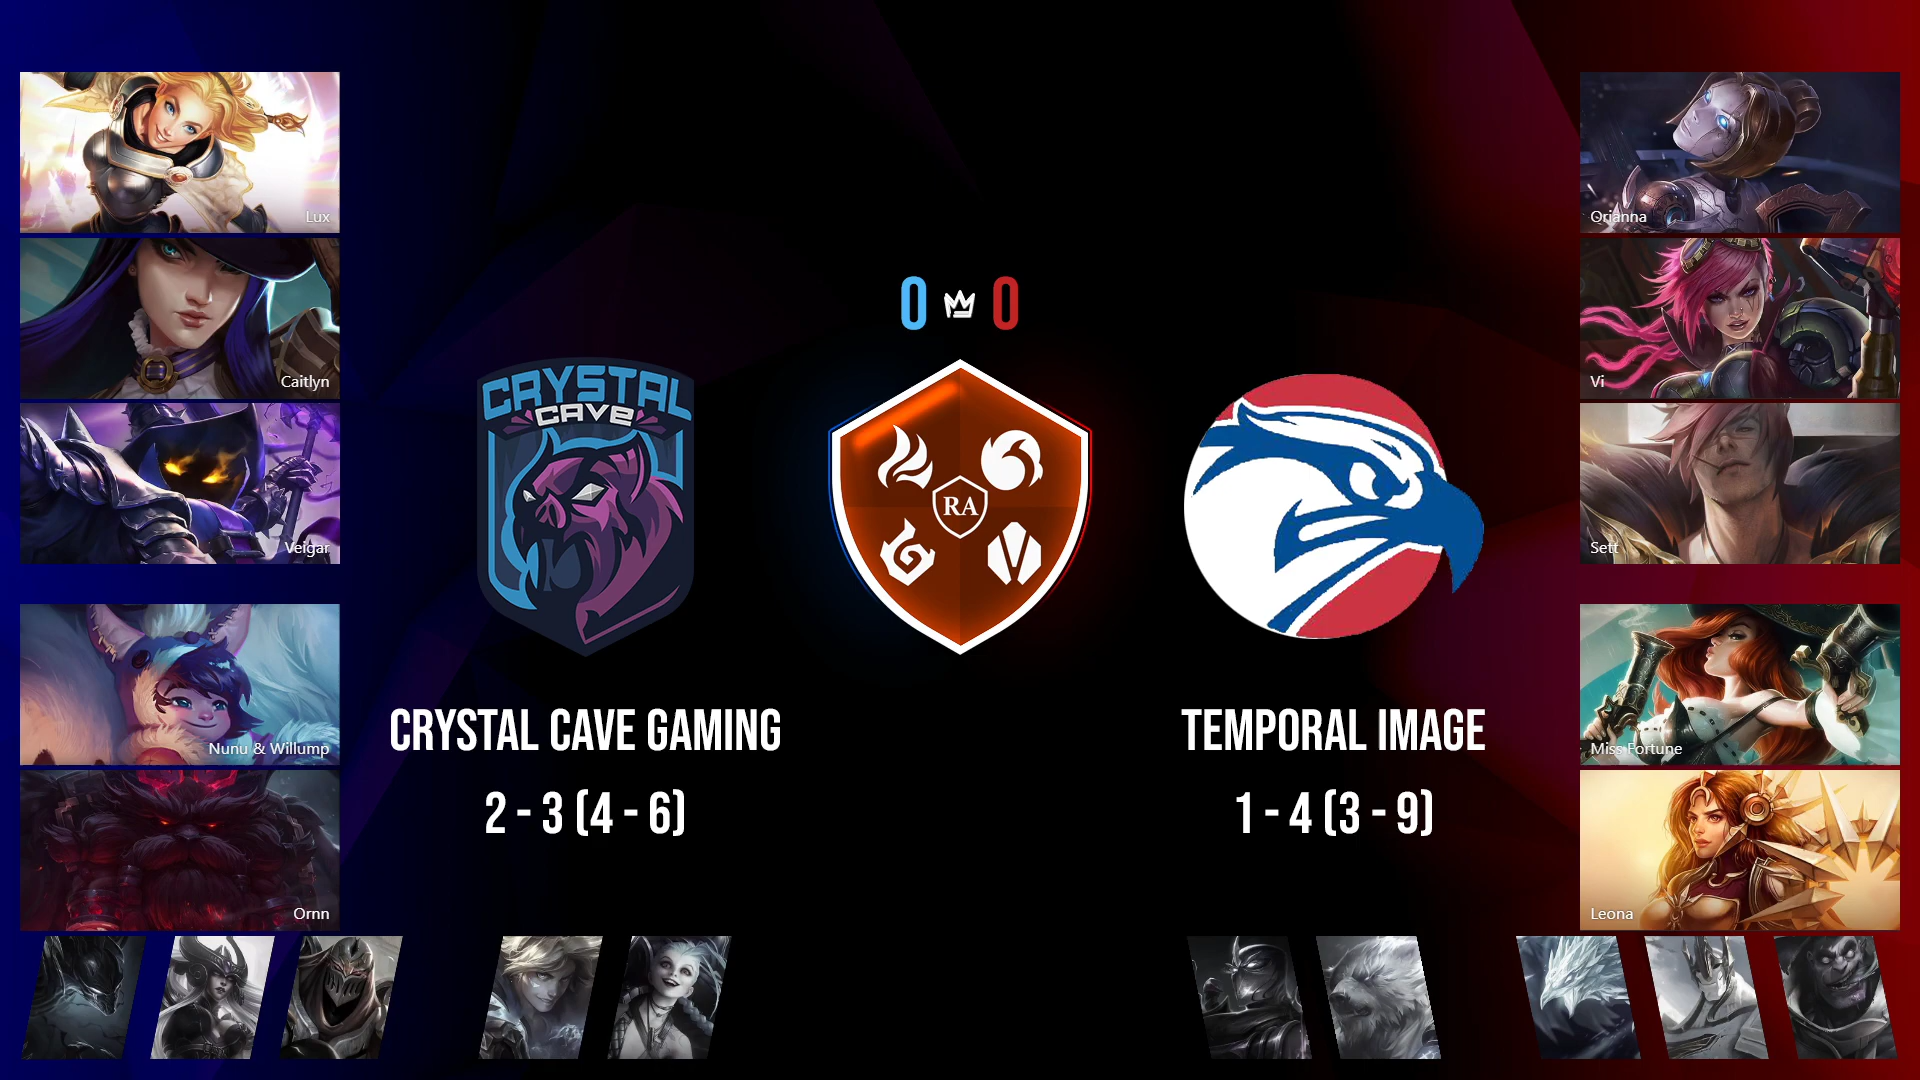 Lux
Caitlyn
Veigar
Nunu & Willump
Ornn
0 0
CRYSTAL
CAVE
RA
CRYSTAL CAVE GAMING
2 - 3 (4 - 6)
TEMPORAL IMAGE
1 - 4 (3 - 9)
Orianna
Vi
Sett
Miss Fortune
Leona